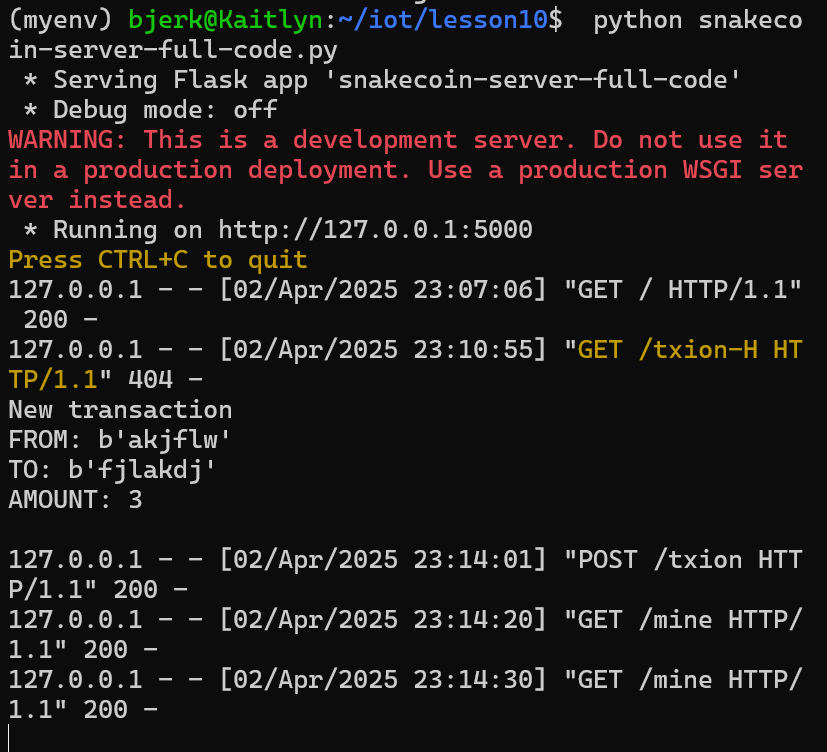 (myenv) bjerk@Kaitlyn:~/iot/lesson10$  python snakeco
in-server-full-code.py
 * Serving Flask app 'snakecoin-server-full-code'
 * Debug mode: off
WARNING: This is a development server. Do not use it
in a production deployment. Use a production WSGI ser
ver instead.
 * Running on http://127.0.0.1:5000
Press CTRL+C to quit
127.0.0.1 - - [02/Apr/2025 23:07:06] "GET / HTTP/1.1"
 200 -
127.0.0.1 - - [02/Apr/2025 23:10:55] "GET /txion-H HT
TP/1.1" 404 -
New transaction
FROM: b'akjflw'
TO: b'fjlakdj'
AMOUNT: 3

127.0.0.1 - - [02/Apr/2025 23:14:01] "POST /txion HTT
P/1.1" 200 -
127.0.0.1 - - [02/Apr/2025 23:14:20] "GET /mine HTTP/
1.1" 200 -
127.0.0.1 - - [02/Apr/2025 23:14:30] "GET /mine HTTP/
1.1" 200 -